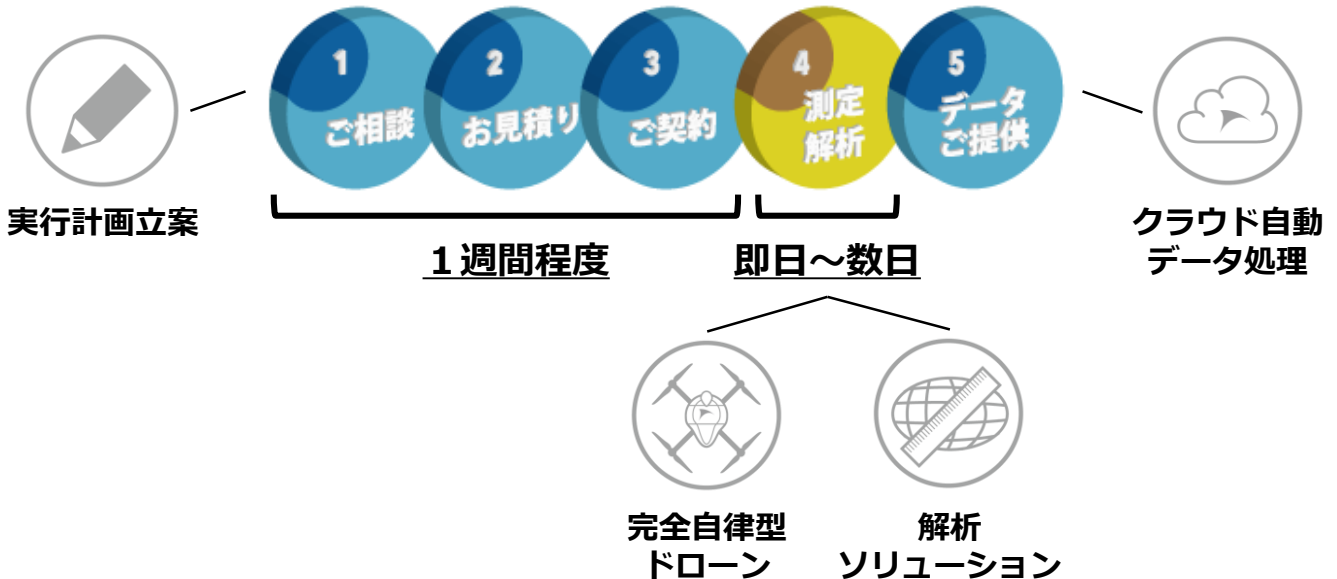 1
ご相談
2
お見積り
3
ご契約
4
測定
解析
5
データ
ご提供
実行計画立案
１週間程度
即日～数日
クラウド自動
データ処理
完全自律型
ドローン
解析
ソリューション